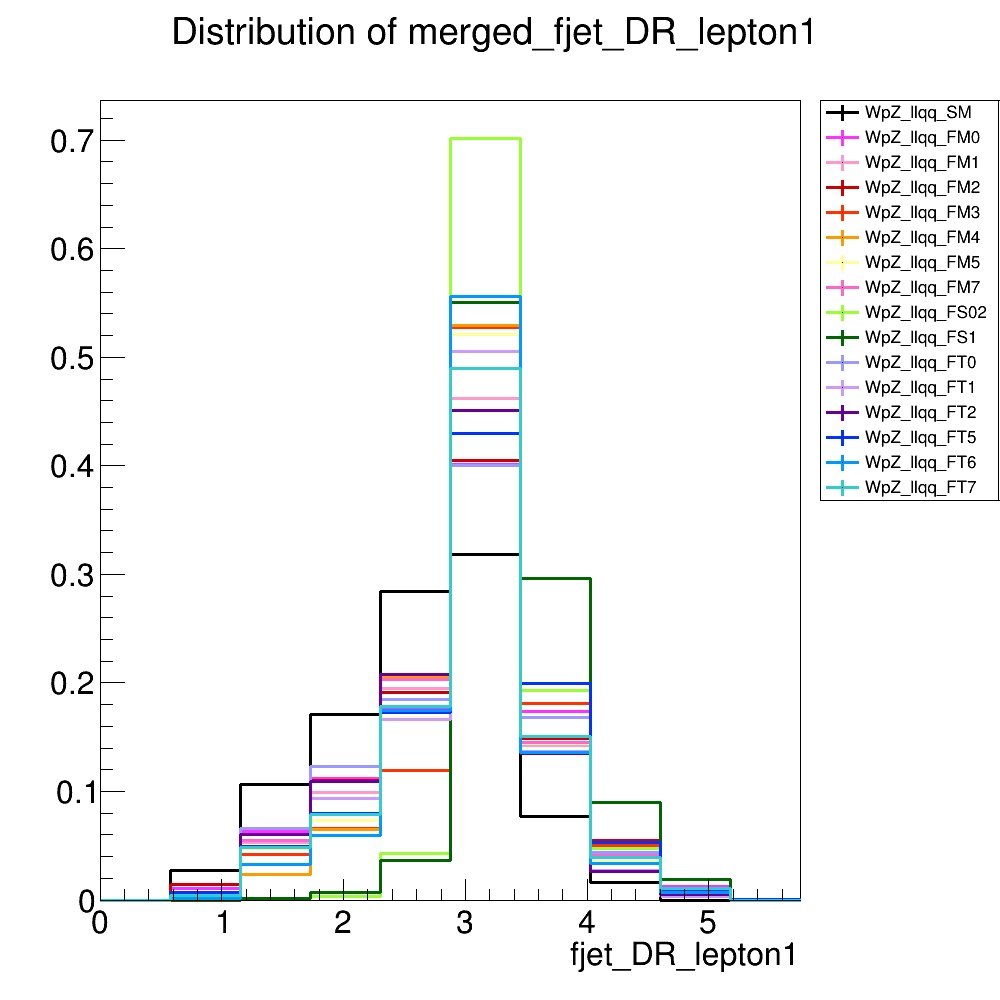 Distribution of merged_fjet_DR_lepton1
0.7
0.6
0.5
0.4
0.3
0.2
0.1
0
0 1 2 3 4 5
fjet_DR_lepton1
WpZ_llqq_SM
WpZ_llqq_FM0
WpZ_llqq_FM1
WpZ_llqq_FM2
WpZ_llqq_FM3
WpZ_llqq_FM4
WpZ_llqq_FM5
WpZ_llqq_FM7
WpZ_llqq_FS02
WpZ_llqq_FS1
WpZ_llqq_FT0
WpZ_llqq_FT1
WpZ_llqq_FT2
WpZ_llqq_FT5
WpZ_llqq_FT6
WpZ_llqq_FT7